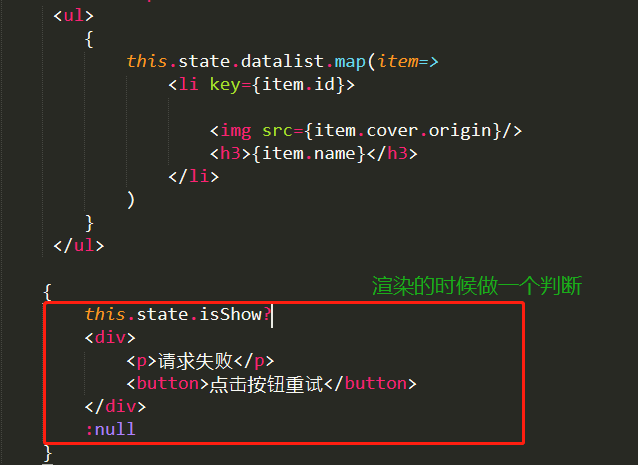 <ul>
{
this.state.datalist.map(item=>
<li key={item.id}>
<img src={item.cover.origin}/>
<h3>{item.name}</h3>
</li>
)
}
</ul>
渲染的时候做一个判断
{
this.state.isShow?
<div>
<p>请求失败</p>
<button>点击按钮重试</button>
</div>
:null
}